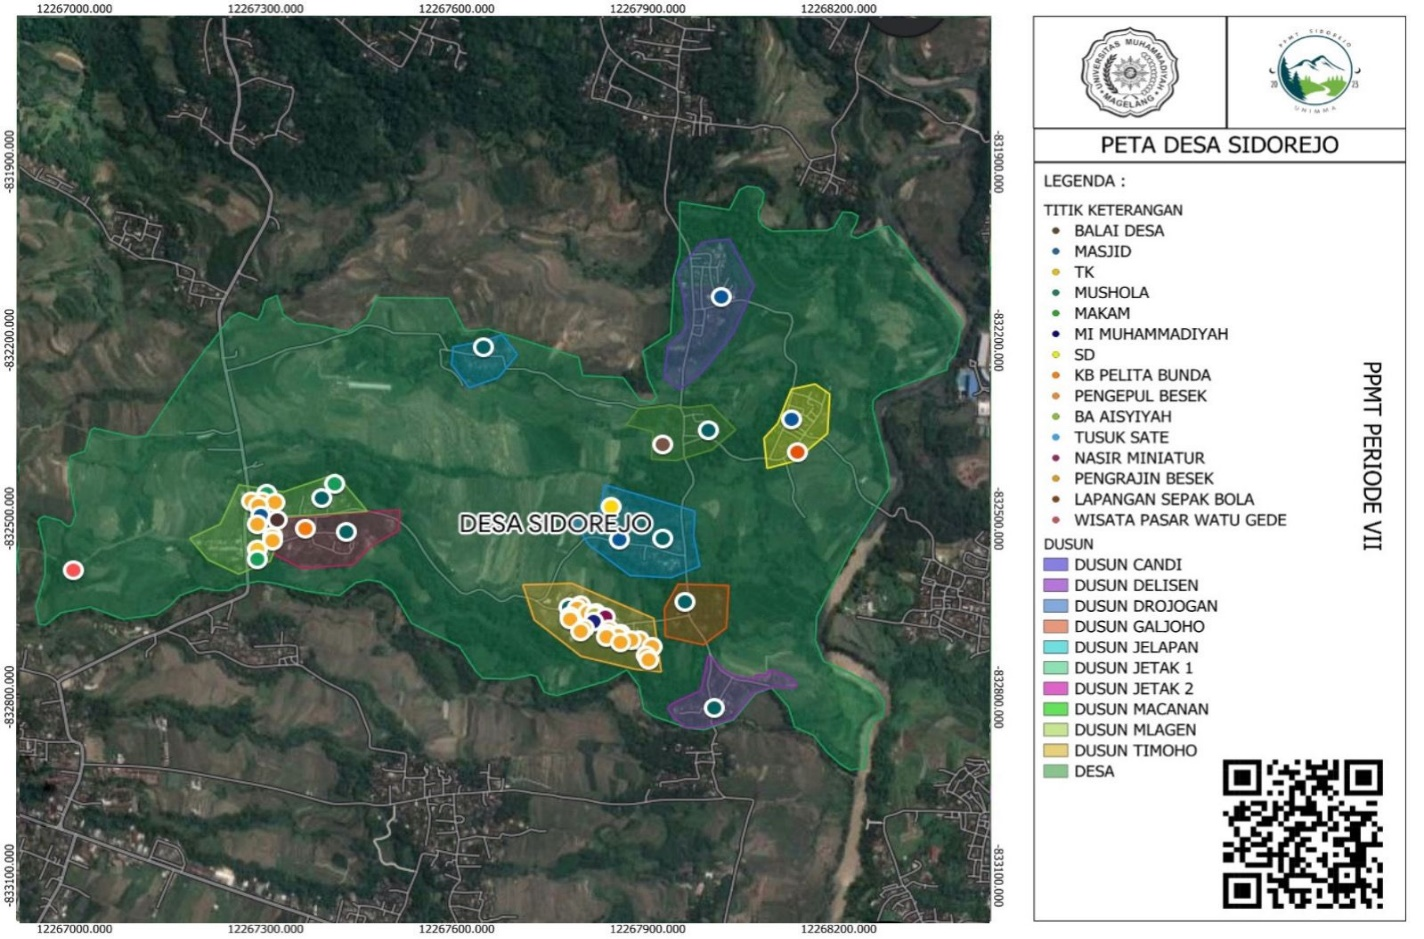 12267000.000 12267300.000 12267600.000 12267900.000 12268200.000
-831900.000
-832200.000
-832500.000
-832800.000
-833100.000
DESA SIDOREJO
-831900.000
-832200.000
-832500.000
-832800.000
-833100.000
12267000.000 12267300.000 12267600.000 12267900.000 12268200.000
UNIVERSITAS MUHAMMADIYAH
MAGELANG
PPMT SIDOREJO
20 23
UNIMMA
PETA DESA SIDOREJO
LEGENDA :
TITIK KETERANGAN
BALAI DESA
MASJID
TK
MUSHOLA
MAKAM
MI MUHAMMADIYAH
SD
KB PELITA BUNDA
PENGEPUL BESEK
BA AISYIYAH
TUSUK SATE
NASIR MINIATUR
PENGRAJIN BESEK
LAPANGAN SEPAK BOLA
WISATA PASAR WATU GEDE
DUSUN
DUSUN CANDI
DUSUN DELISEN
DUSUN DROJOGAN
DUSUN GALJOHO
DUSUN JELAPAN
DUSUN JETAK 1
DUSUN JETAK 2
DUSUN MACANAN
DUSUN MLAGEN
DUSUN TIMOHO
DESA
PPMT PERIODE VII